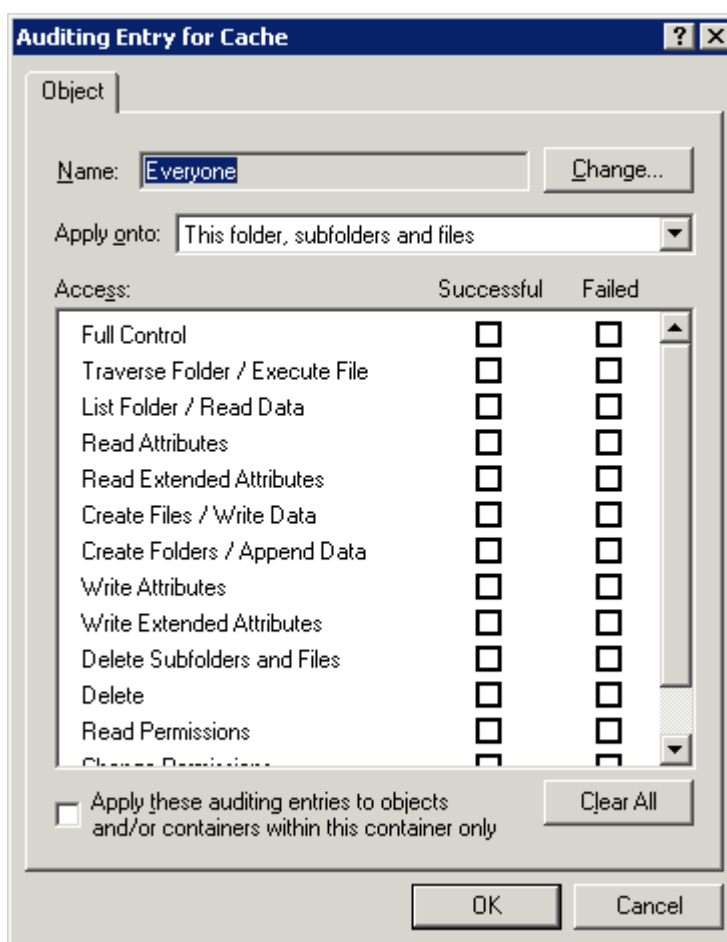 Auditing Entry for Cache
Object
Name: Everyone Change...
Apply onto: This folder, subfolders and files
Access: Successful Failed
Full Control
Traverse Folder / Execute File
List Folder / Read Data
Read Attributes
Read Extended Attributes
Create Files / Write Data
Create Folders / Append Data
Write Attributes
Write Extended Attributes
Delete Subfolders and Files
Delete
Read Permissions
Change Permissions
Apply these auditing entries to objects
and/or containers within this container only
Clear All
OK Cancel